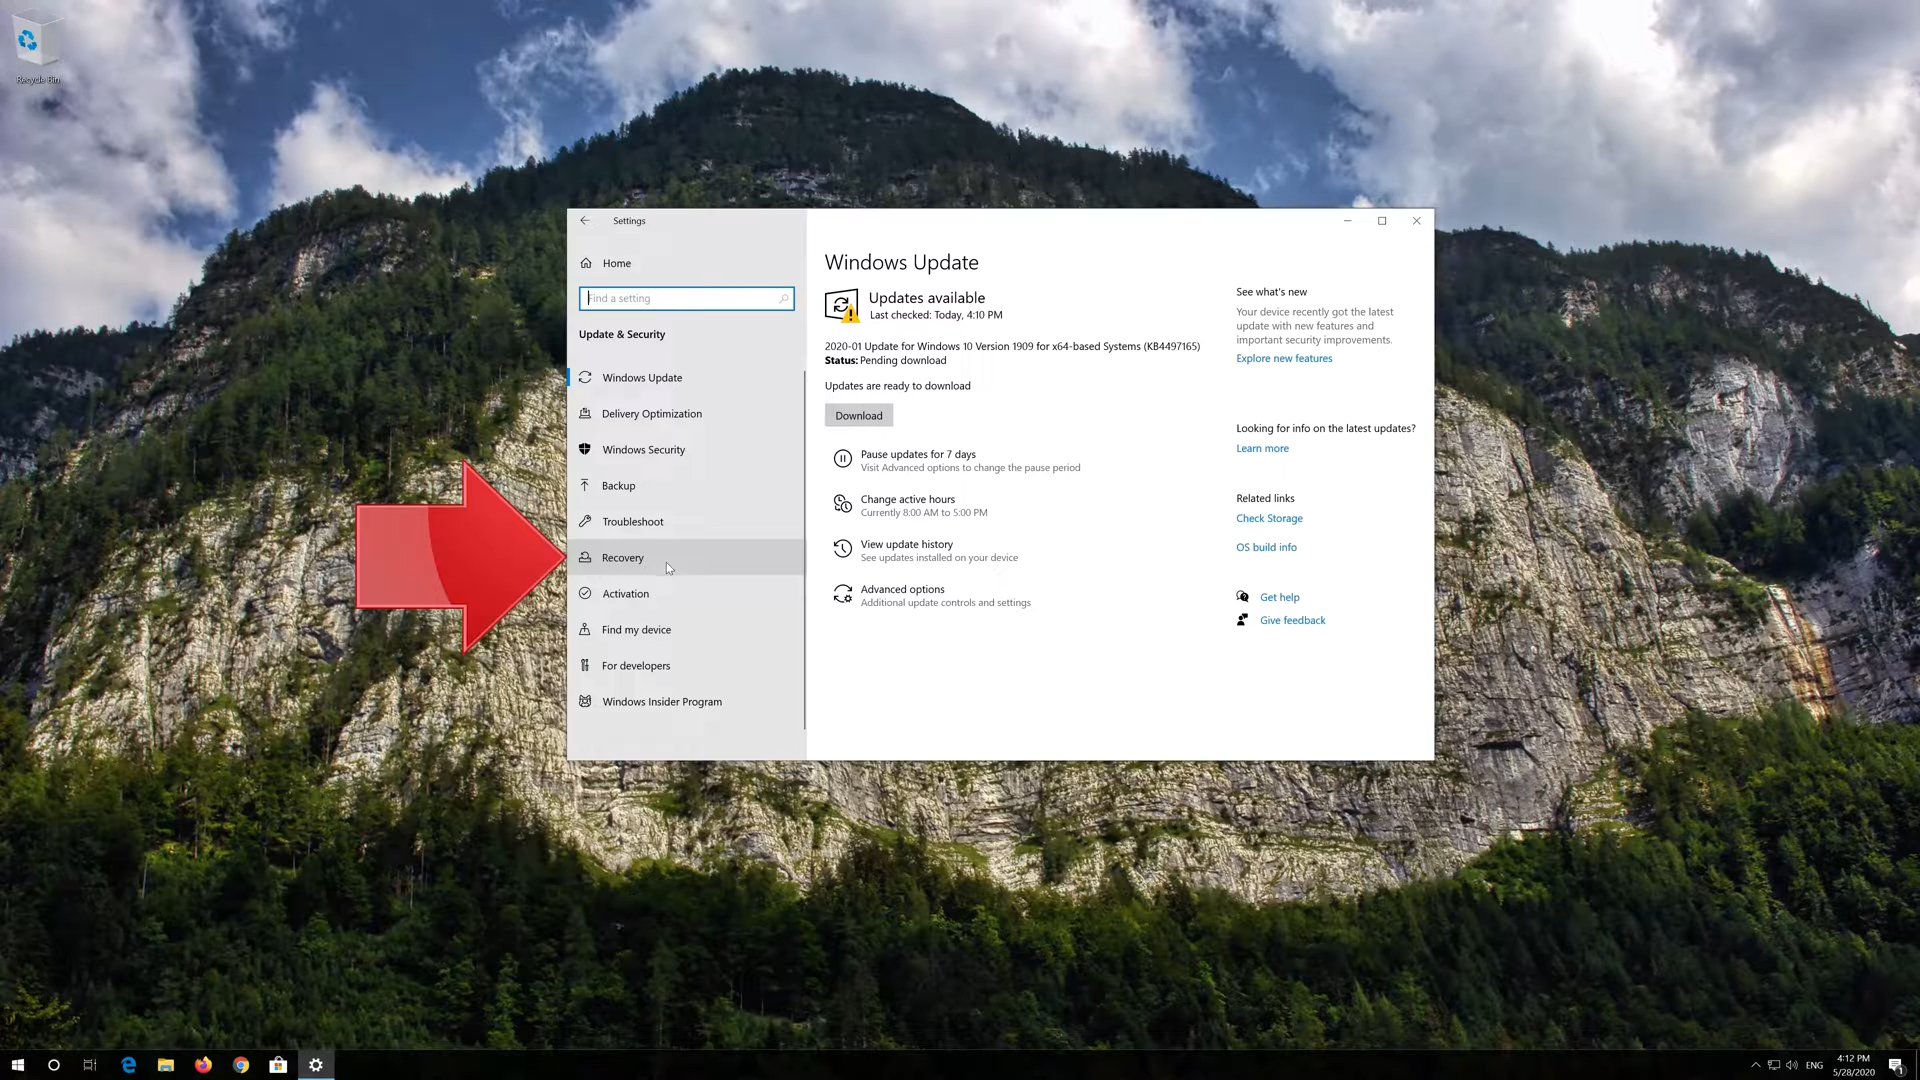 Recycle Bin
Settings
Home
Find a setting
Update & Security
Windows Update
Delivery Optimization
Windows Security
Backup
Troubleshoot
Recovery
Activation
Find my device
For developers
Windows Insider Program
Windows Update
Updates available
Last checked: Today, 4:10 PM
2020-01 Update for Windows 10 Version 1909 for x64-based Systems (KB4497165)
Status: Pending download
Updates are ready to download
Download
Pause updates for 7 days
Visit Advanced options to change the pause period
Change active hours
Currently 8:00 AM to 5:00 PM
View update history
See updates installed on your device
Advanced options
Additional update controls and settings
See what's new
Your device recently got the latest
update with new features and
important security improvements.
Explore new features
Looking for info on the latest updates?
Learn more
Related links
Check Storage
OS build info
Get help
Give feedback
ENG
4:12 PM
5/28/2020
1